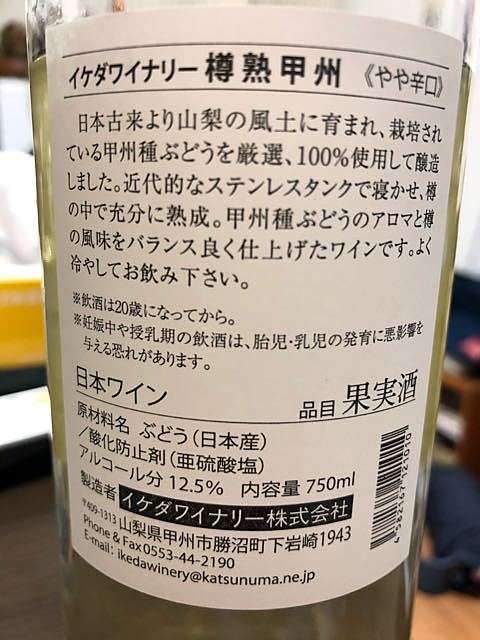 イケダワイナリー 樽熟甲州 《やや辛口》
日本古来より山梨の風土に育まれ、栽培され
ている甲州種ぶどうを厳選、100%使用して醸造
しました。近代的なステンレスタンクで寝かせ、樽
の中で充分に熟成。甲州種ぶどうのアロマと樽
の風味をバランス良く仕上げたワインです。よく
冷やしてお飲み下さい。
※飲酒は20歳になってから。
※妊娠中や授乳期の飲酒は、胎児・乳児の発育に悪影響を
与える恐れがあります。
日本ワイン
品目 果実酒
原材料名 ぶどう(日本産)
/酸化防止剤(亜硫酸塩)
アルコール分 12.5% 内容量 750ml
製造者 イケダワイナリー株式会社
〒409-1313 山梨県甲州市勝沼町下岩崎1943
Phone & Fax 0553-44-2190
E-mail: ikedawinery@katsunuma.ne.jp